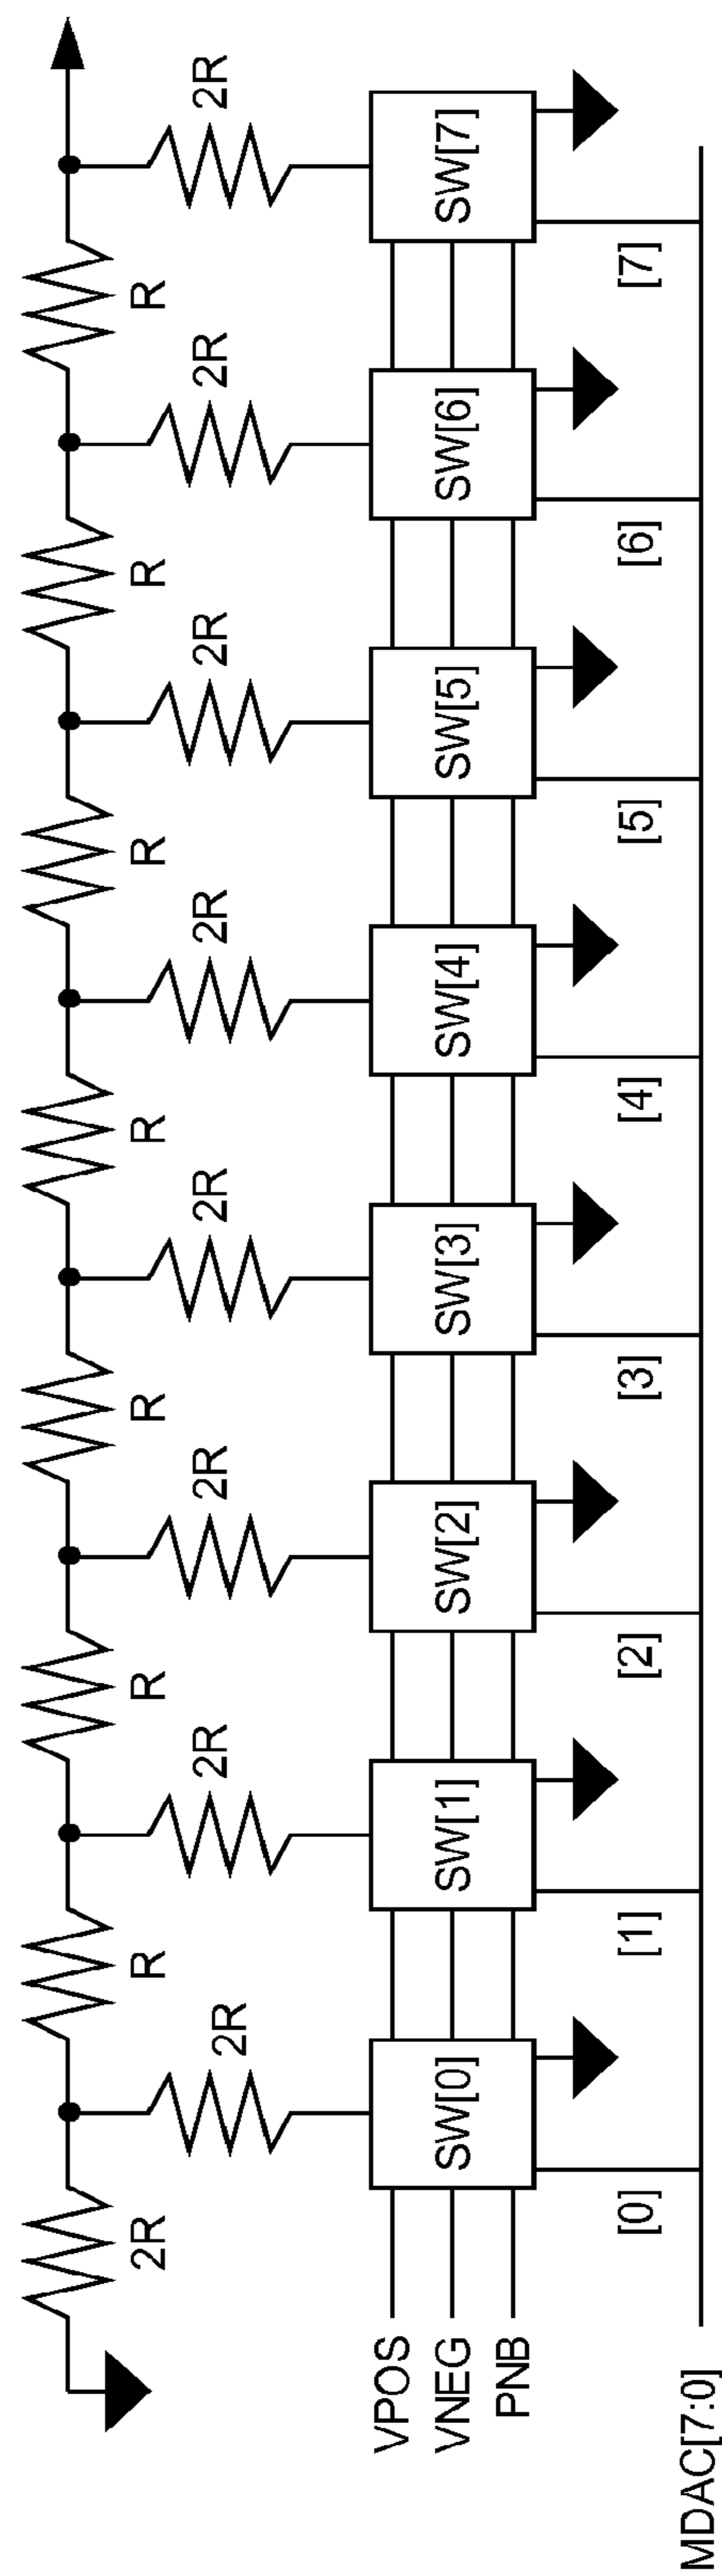 2R
R
R
R
R
R
R
R
2R
2R
2R
2R
2R
2R
2R
2R
VPOS
VNEG
PNB
SW[0]
SW[1]
SW[2]
SW[3]
SW[4]
SW[5]
SW[6]
SW[7]
[0]
[1]
[2]
[3]
[4]
[5]
[6]
[7]
MDAC[7:0]